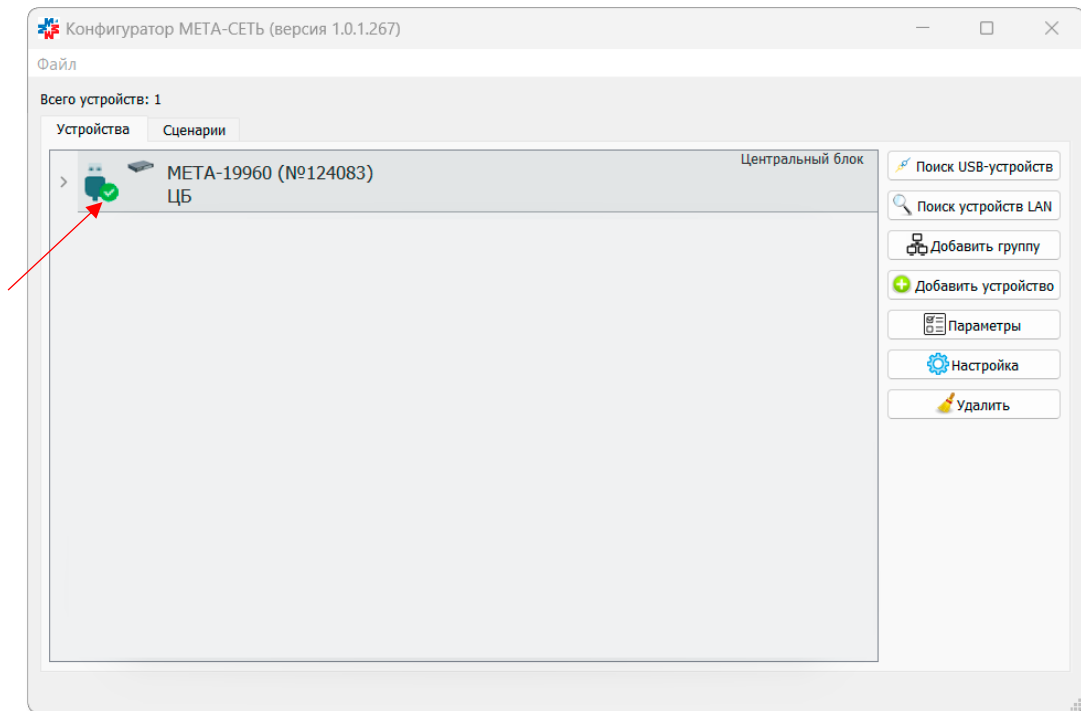 Конфигуратор МЕТА-СЕТЬ (версия 1.0.1.267)
Файл
Всего устройств: 1
Устройства
Сценарии
МЕТА-19960 (№124083)
Центральный блок
ЦБ
Поиск USB-устройств
Поиск устройств LAN
Добавить группу
Добавить устройство
Параметры
Настройка
Удалить